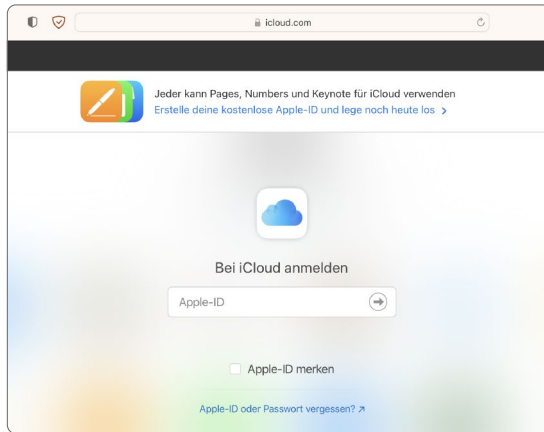 icloud.com
Jeder kann Pages, Numbers und Keynote für iCloud verwenden
Erstelle deine kostenlose Apple-ID und lege noch heute los >
Bei iCloud anmelden
Apple-ID
Apple-ID merken
Apple-ID oder Passwort vergessen? ↗